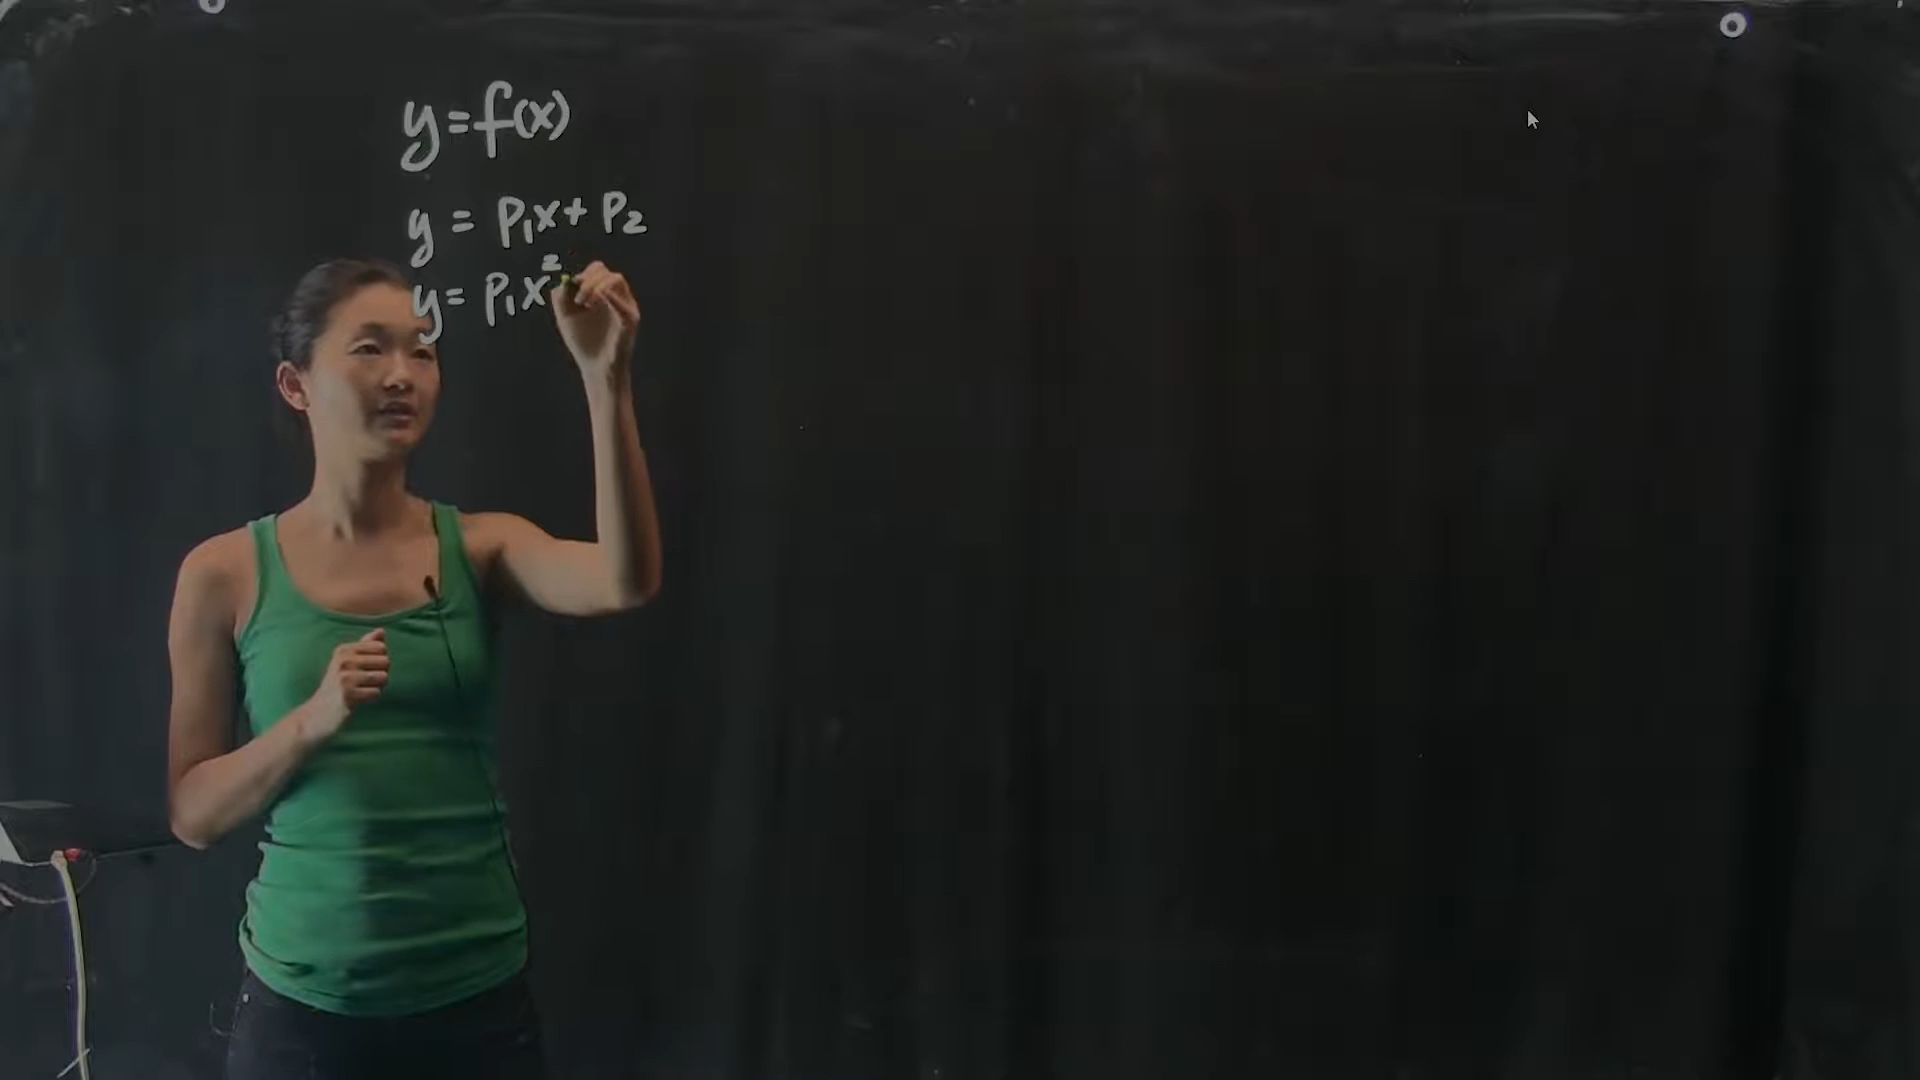 y=f(x)
y = p₁x + p₂
y = p₁x²